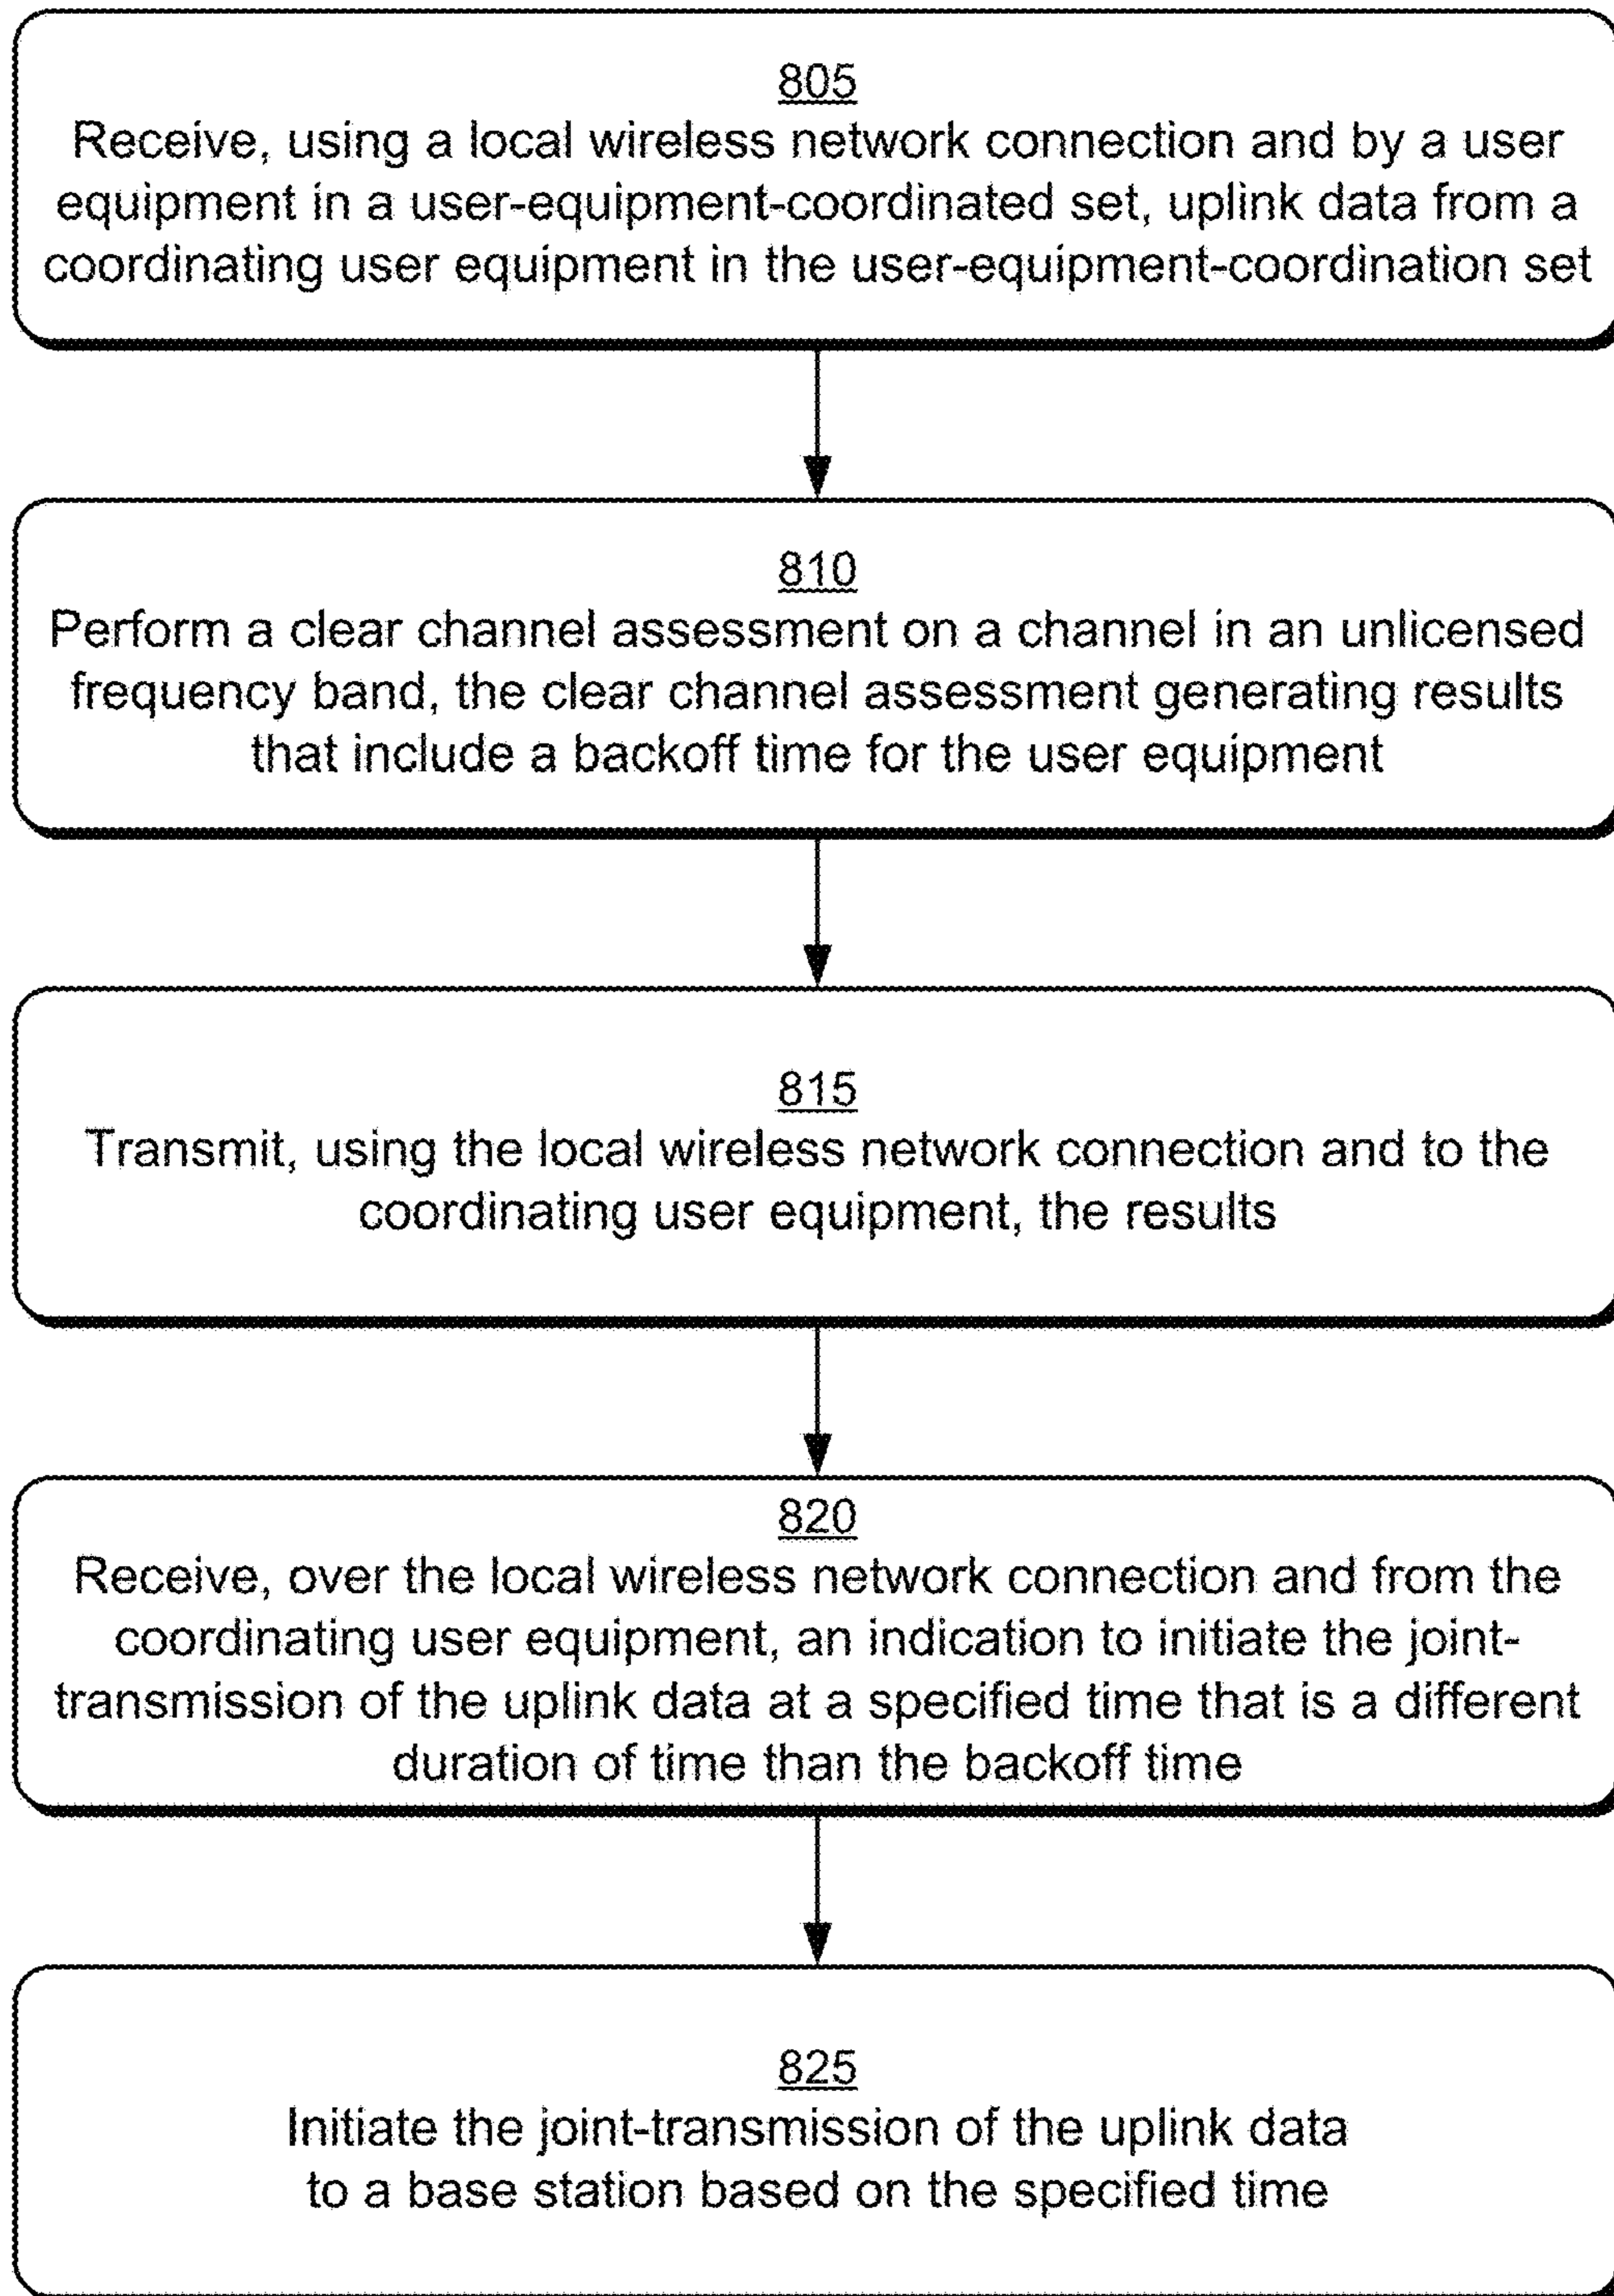 805
Receive, using a local wireless network connection and by a user
equipment in a user-equipment-coordinated set, uplink data from a
coordinating user equipment in the user-equipment-coordination set
810
Perform a clear channel assessment on a channel in an unlicensed
frequency band, the clear channel assessment generating results
that include a backoff time for the user equipment
815
Transmit, using the local wireless network connection and to the
coordinating user equipment, the results
820
Receive, over the local wireless network connection and from the
coordinating user equipment, an indication to initiate the joint-
transmission of the uplink data at a specified time that is a different
duration of time than the backoff time
825
Initiate the joint-transmission of the uplink data
to a base station based on the specified time